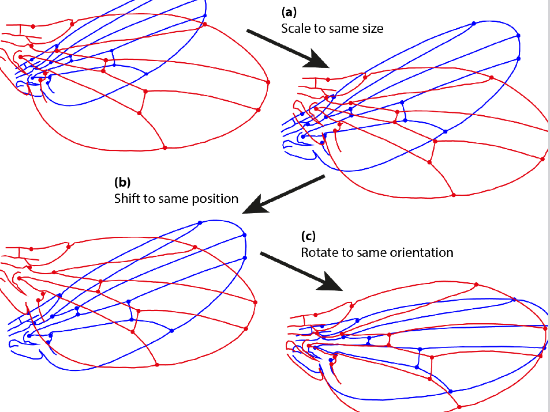 (a)
Scale to same size
(b)
Shift to same position
(c)
Rotate to same orientation